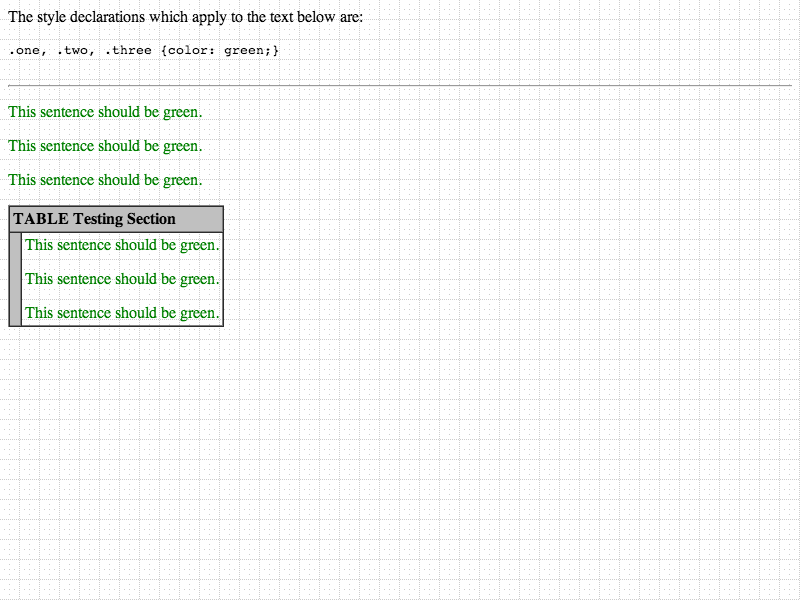 The style declarations which apply to the text below are:
.one, .two, .three {color: green;}
This sentence should be green.
This sentence should be green.
This sentence should be green.
TABLE Testing Section
This sentence should be green.
This sentence should be green.
This sentence should be green.